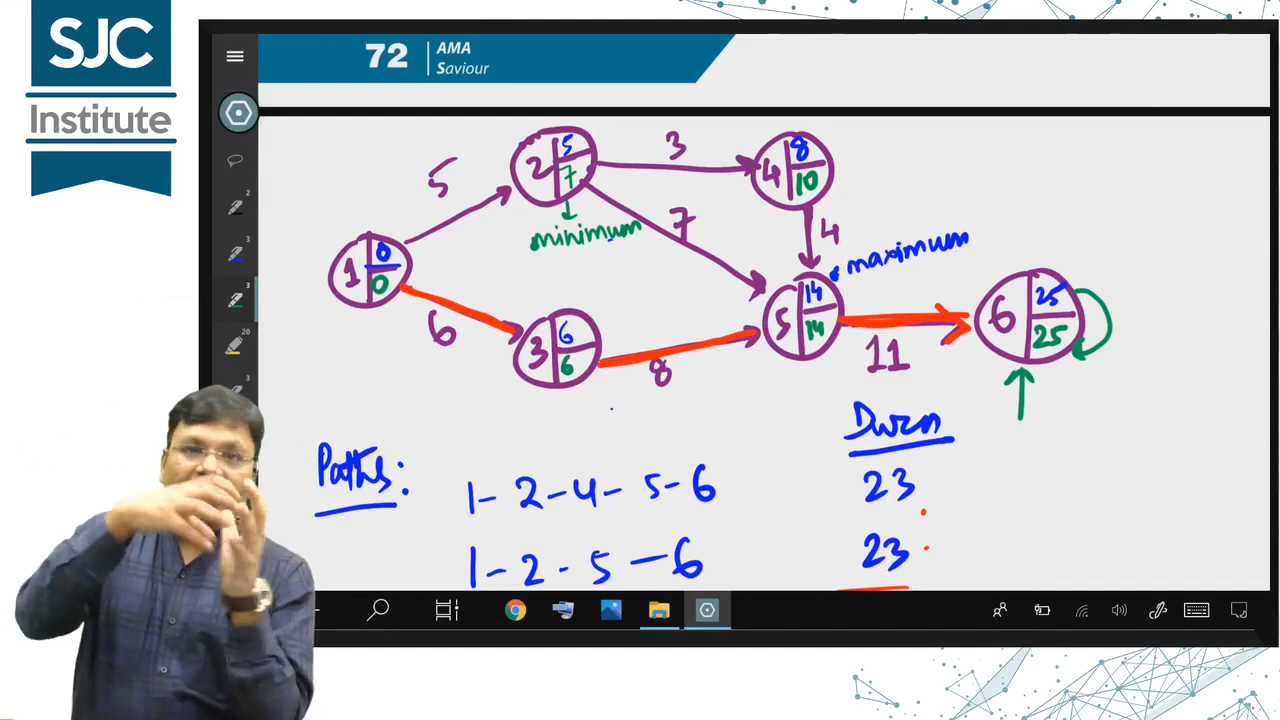 SJC
Institute
72
AMA
Saviour
5
2 5 7
3
4 8 10
minimum
7
4
maximum
1 0 0
6
3 6 6
8
5 14 14
11
6 25 25
Paths:
Durn
1-2-4-5-6 23
1-2-5-6 23